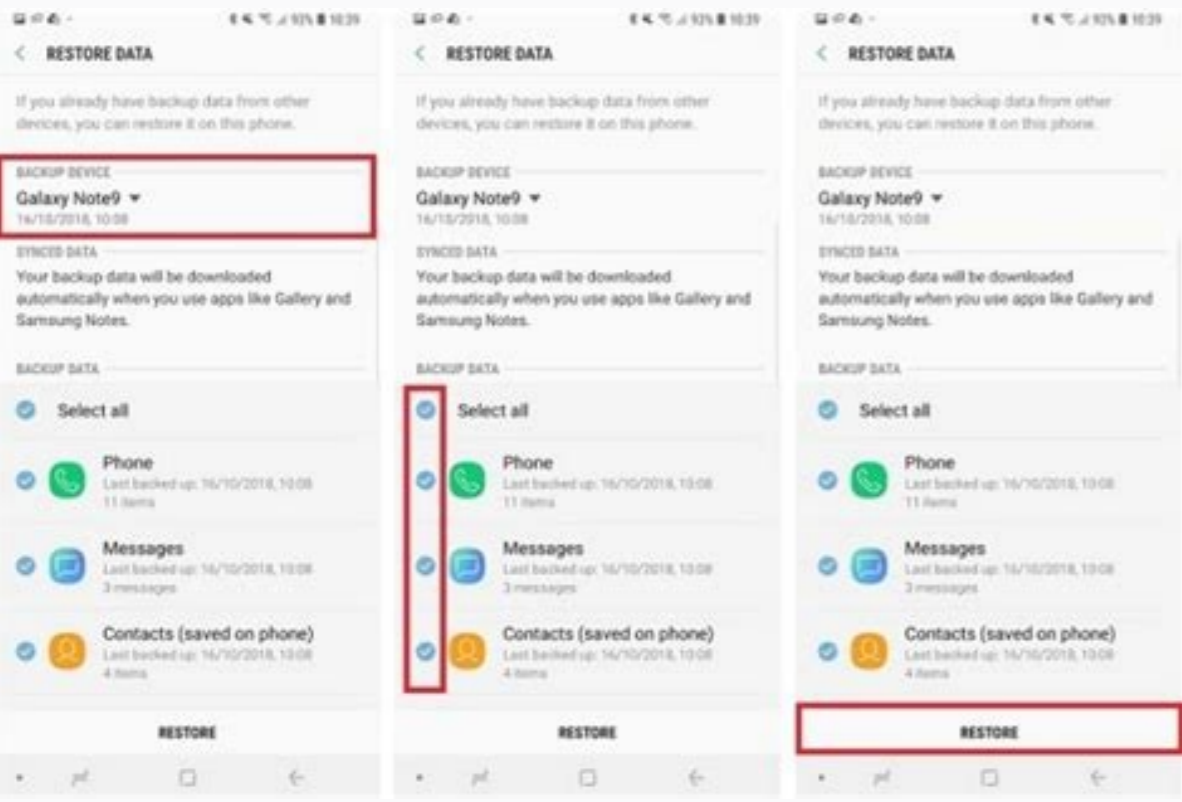 93% 10:39
RESTORE DATA
If you already have backup data from other
devices, you can restore it on this phone.
BACKUP DEVICE
Galaxy Note9
16/10/2018, 10:08
SYNCED DATA
Your backup data will be downloaded
automatically when you use apps like Gallery and
Samsung Notes.
BACKUP DATA
Select all
Phone
Last backed up: 16/10/2018, 10:08
11 items
Messages
Last backed up: 16/10/2018, 10:08
3 messages
Contacts (saved on phone)
Last backed up: 16/10/2018, 10:08
4 items
RESTORE
93% 10:39
RESTORE DATA
If you already have backup data from other
devices, you can restore it on this phone.
BACKUP DEVICE
Galaxy Note9
16/10/2018, 10:08
SYNCED DATA
Your backup data will be downloaded
automatically when you use apps like Gallery and
Samsung Notes.
BACKUP DATA
Select all
Phone
Last backed up: 16/10/2018, 10:08
11 items
Messages
Last backed up: 16/10/2018, 10:08
3 messages
Contacts (saved on phone)
Last backed up: 16/10/2018, 10:08
4 items
RESTORE
93% 10:39
RESTORE DATA
If you already have backup data from other
devices, you can restore it on this phone.
BACKUP DEVICE
Galaxy Note9
16/10/2018, 10:08
SYNCED DATA
Your backup data will be downloaded
automatically when you use apps like Gallery and
Samsung Notes.
BACKUP DATA
Select all
Phone
Last backed up: 16/10/2018, 10:08
11 items
Messages
Last backed up: 16/10/2018, 10:08
3 messages
Contacts (saved on phone)
Last backed up: 16/10/2018, 10:08
4 items
RESTORE